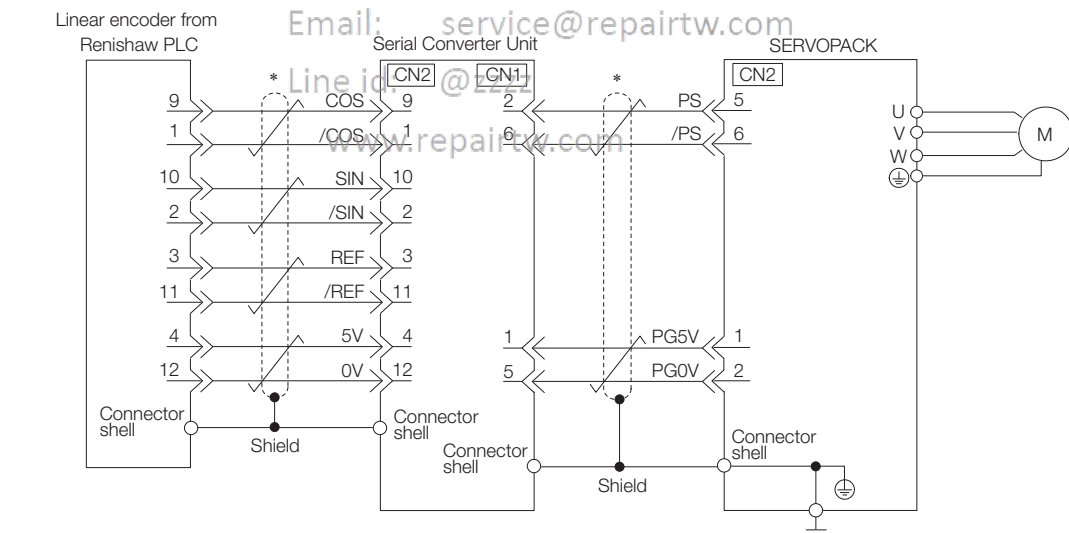 Linear encoder from
Renishaw PLC
Email: service@repairtw.com
Serial Converter Unit
SERVOPACK
Line id: @zzzz
CN2
CN1
CN2
*
*
9 COS 9
1 /COS 1
10 SIN 10
2 /SIN 2
3 REF 3
11 /REF 11
4 5V 4
12 0V 12
2 PS 5
6 /PS 6
www.repairtw.com
1 PG5V 1
5 PG0V 2
U
V
W
M
Connector
shell
Shield
Connector
shell
Connector
shell
Shield
Connector
shell